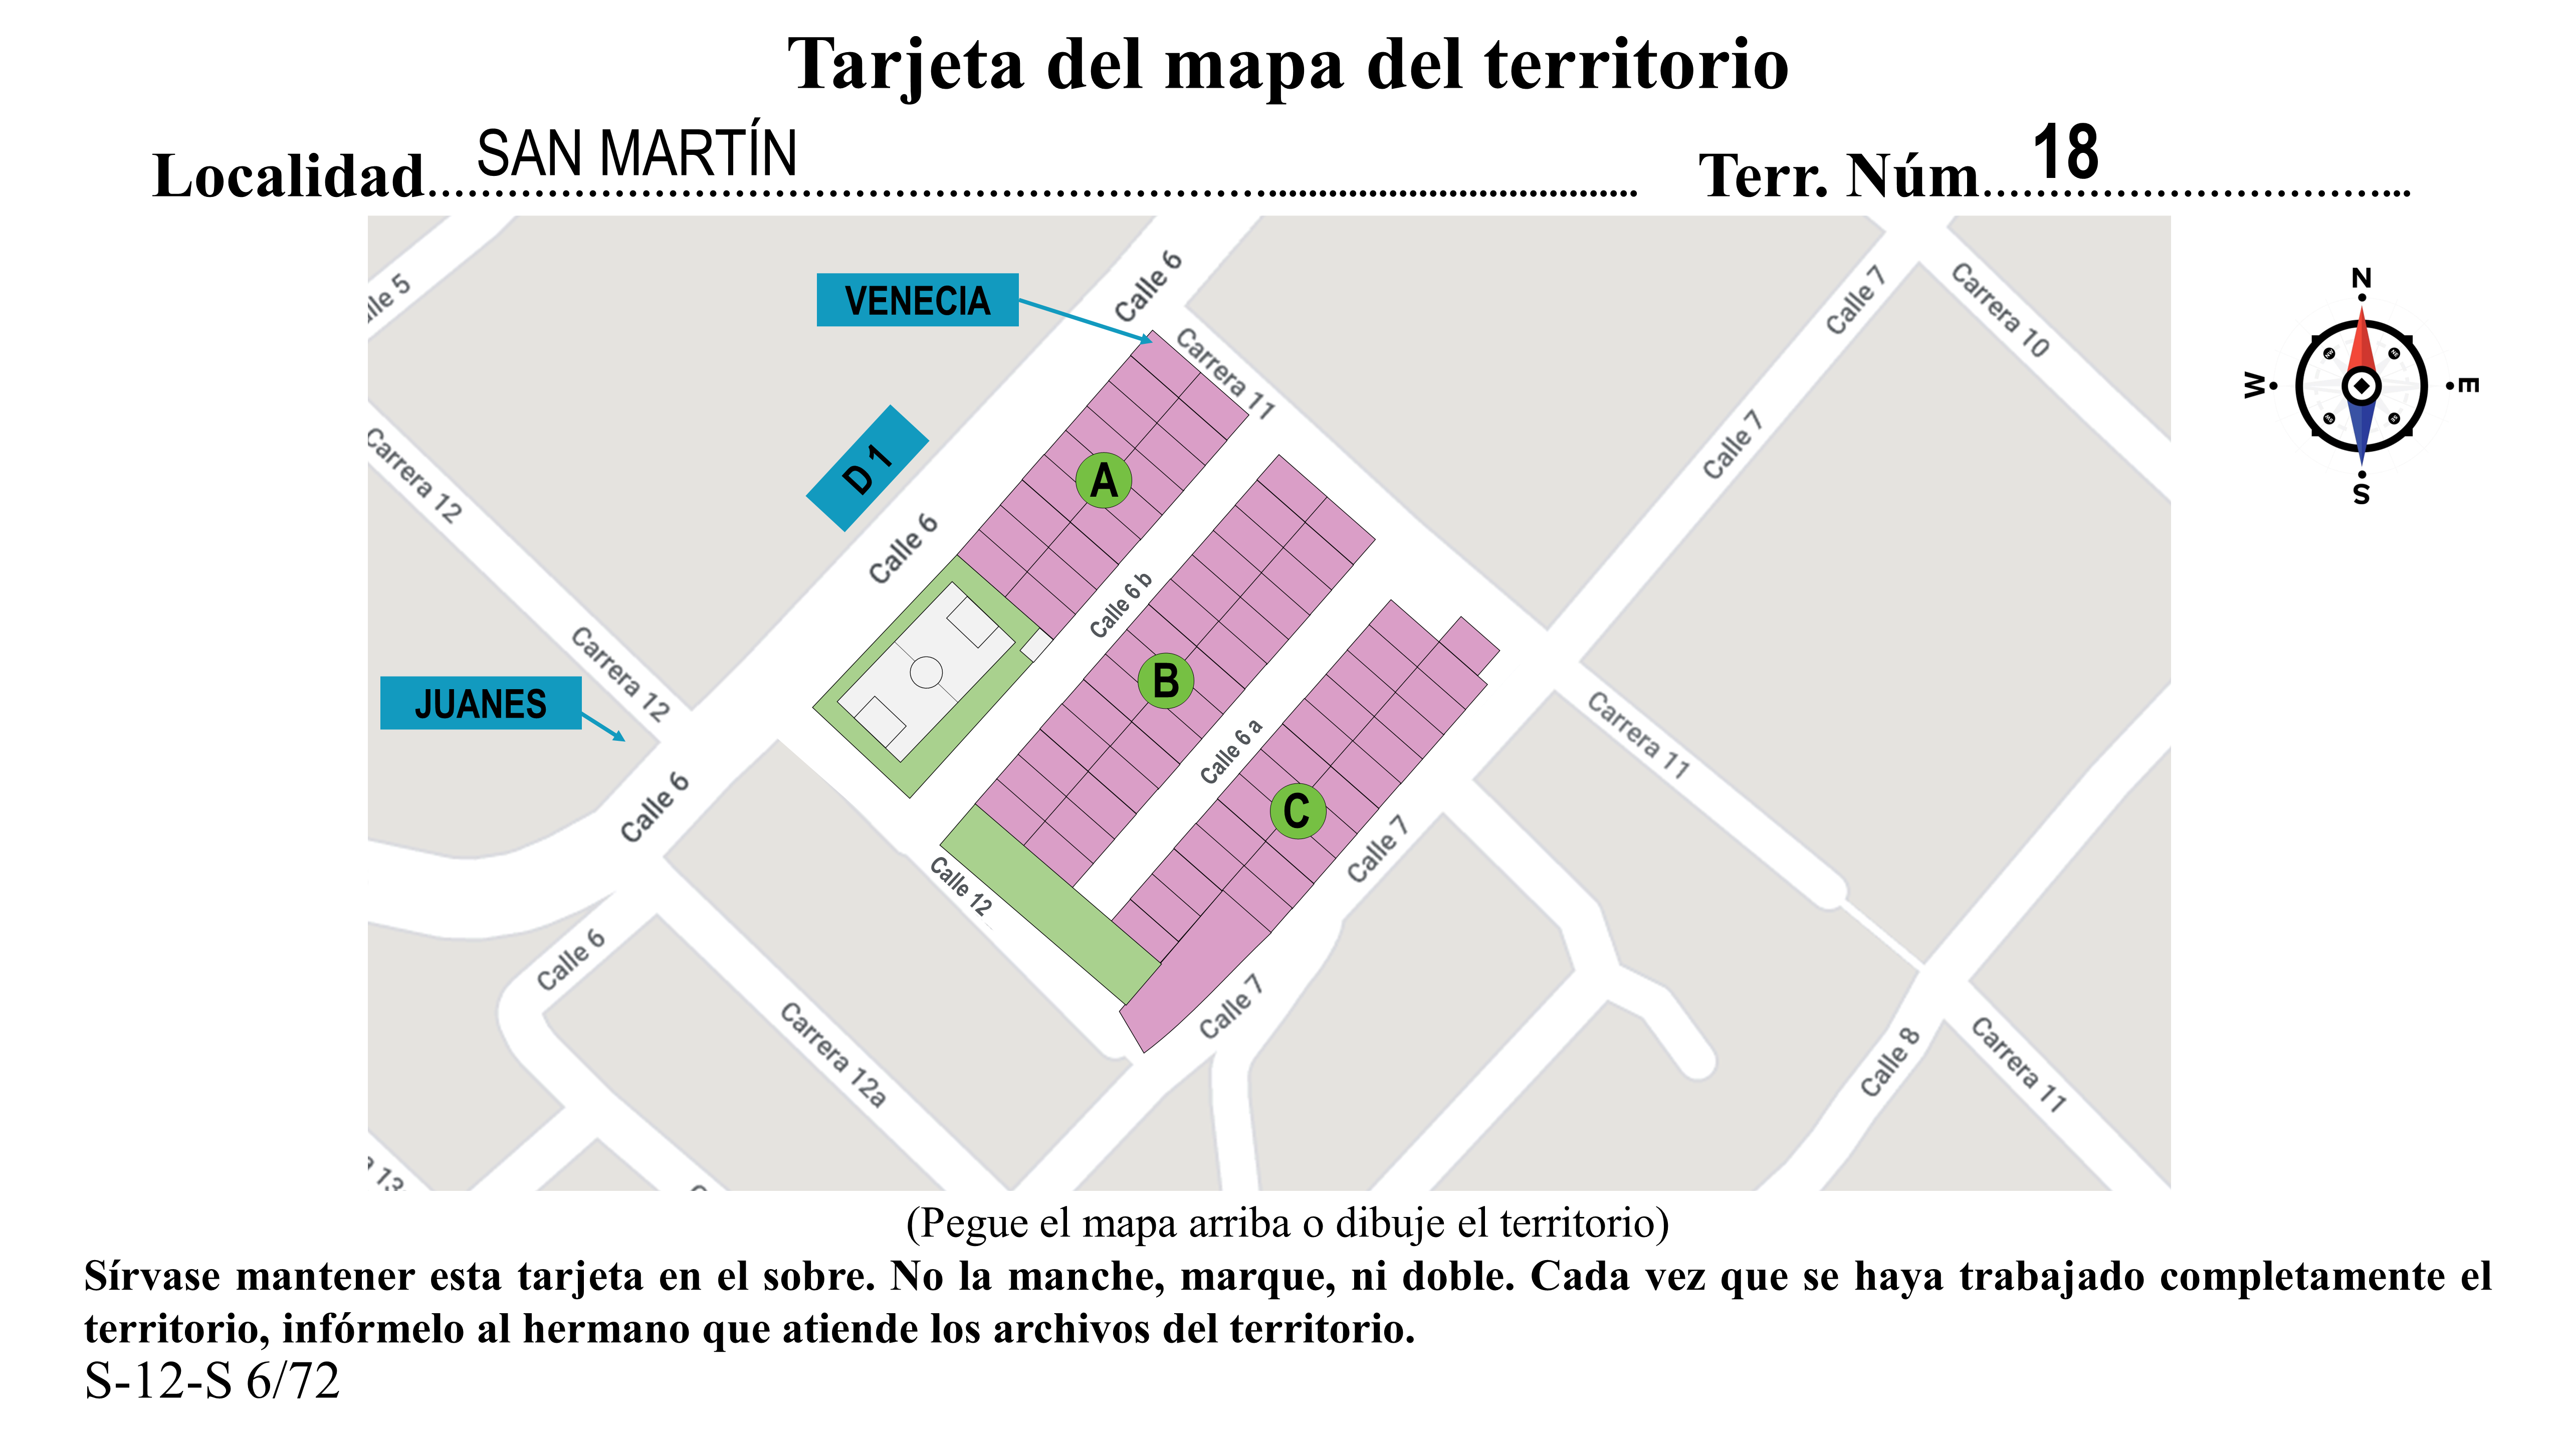 Tarjeta del mapa del territorio
Localidad SAN MARTÍN Terr. Núm 18
Calle 6
Calle 5
VENECIA
Carrera 11
Calle 7
Carrera 10
N
W
E
S
D 1
A
Calle 7
Carrera 12
Calle 6
Calle 6 b
Carrera 12
B
JUANES
Calle 6 a
Carrera 11
C
Calle 6
Calle 7
Calle 12
Calle 6
Calle 7
Carrera 12a
Calle 8
Carrera 11
13
(Pegue el mapa arriba o dibuje el territorio)
Sírvase mantener esta tarjeta en el sobre. No la manche, marque, ni doble. Cada vez que se haya trabajado completamente el
territorio, infórmelo al hermano que atiende los archivos del territorio.
S-12-S 6/72